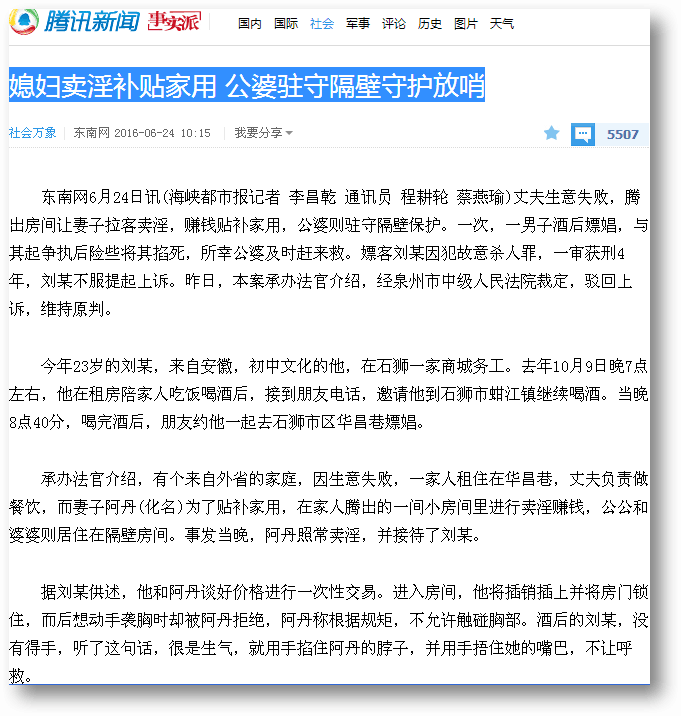 腾讯新闻 事实派 国内 国际 社会 军事 评论 历史 图片 天气
媳妇卖淫补贴家用 公婆驻守隔壁守护放哨
社会万象 东南网 2016-06-24 10:15 我要分享 5507
东南网6月24日讯(海峡都市报记者 李昌乾 通讯员 程耕轮 蔡燕瑜)丈夫生意失败，腾
出房间让妻子拉客卖淫，赚钱贴补家用，公婆则驻守隔壁保护。一次，一男子酒后嫖娼，与
其起争执后险些将其掐死，所幸公婆及时赶来救。嫖客刘某因犯故意杀人罪，一审获刑4
年，刘某不服提起上诉。昨日，本案承办法官介绍，经泉州市中级人民法院裁定，驳回上
诉，维持原判。
今年23岁的刘某，来自安徽，初中文化的他，在石狮一家商城务工。去年10月9日晚7点
左右，他在租房陪家人吃饭喝酒后，接到朋友电话，邀请他到石狮市蚶江镇继续喝酒。当晚
8点40分，喝完酒后，朋友约他一起去石狮市区华昌巷嫖娼。
承办法官介绍，有个来自外省的家庭，因生意失败，一家人租住在华昌巷，丈夫负责做
餐饮，而妻子阿丹(化名)为了贴补家用，在家人腾出的一间小房间里进行卖淫赚钱，公公和
婆婆则居住在隔壁房间。事发当晚，阿丹照常卖淫，并接待了刘某。
据刘某供述，他和阿丹谈好价格进行一次性交易。进入房间，他将插销插上并将房门锁
住，而后想动手袭胸时却被阿丹拒绝，阿丹称根据规矩，不允许触碰胸部。酒后的刘某，没
有得手，听了这句话，很是生气，就用手掐住阿丹的脖子，并用手捂住她的嘴巴，不让呼
救。